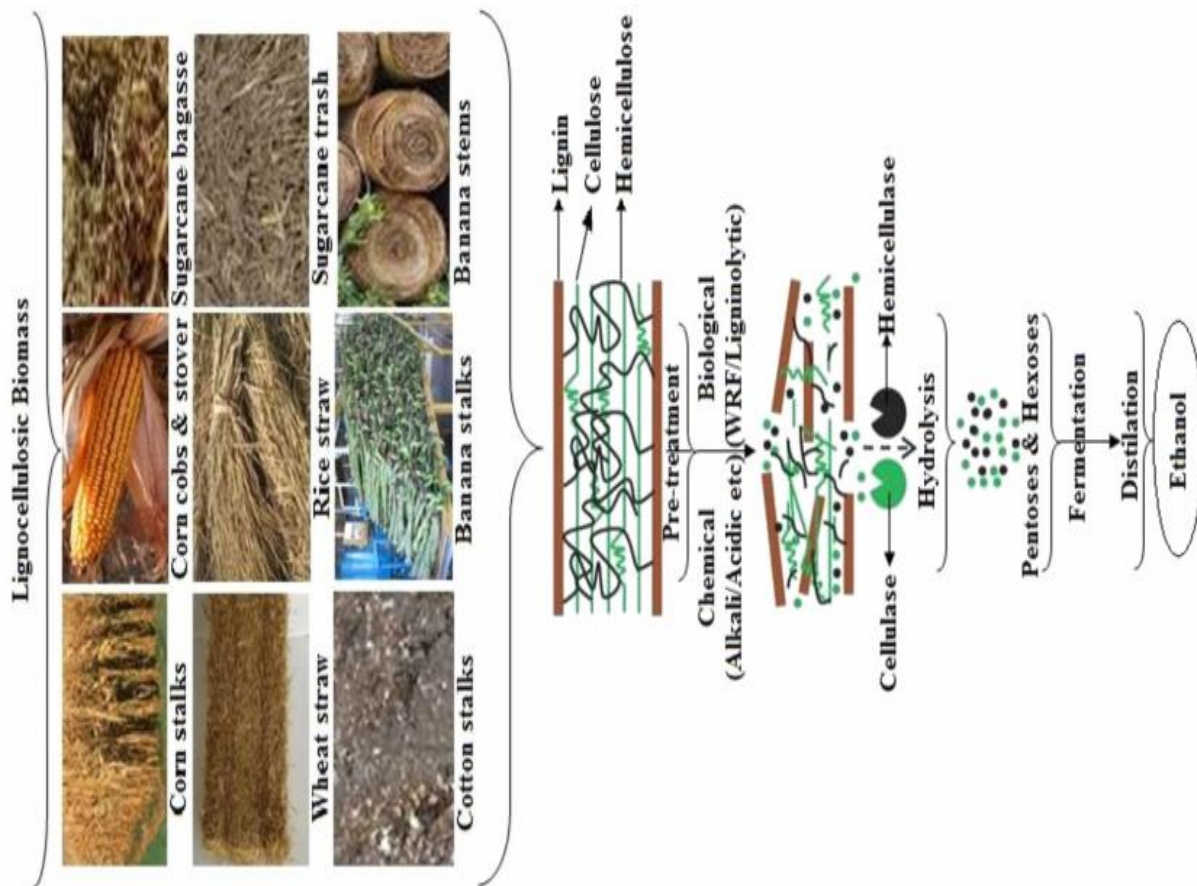 Lignocellulosic Biomass
Corn stalks
Corn cobs & stover
Sugarcane bagasse
Wheat straw
Rice straw
Sugarcane trash
Cotton stalks
Banana stalks
Banana stems
Lignin
Cellulose
Hemicellulose
Pre-treatment
Chemical
(Alkali/Acidic etc)
Biological
(WRF/Ligninolytic)
Cellulase
Hemicellulase
Hydrolysis
Pentoses & Hexoses
Fermentation
Distilation
Ethanol